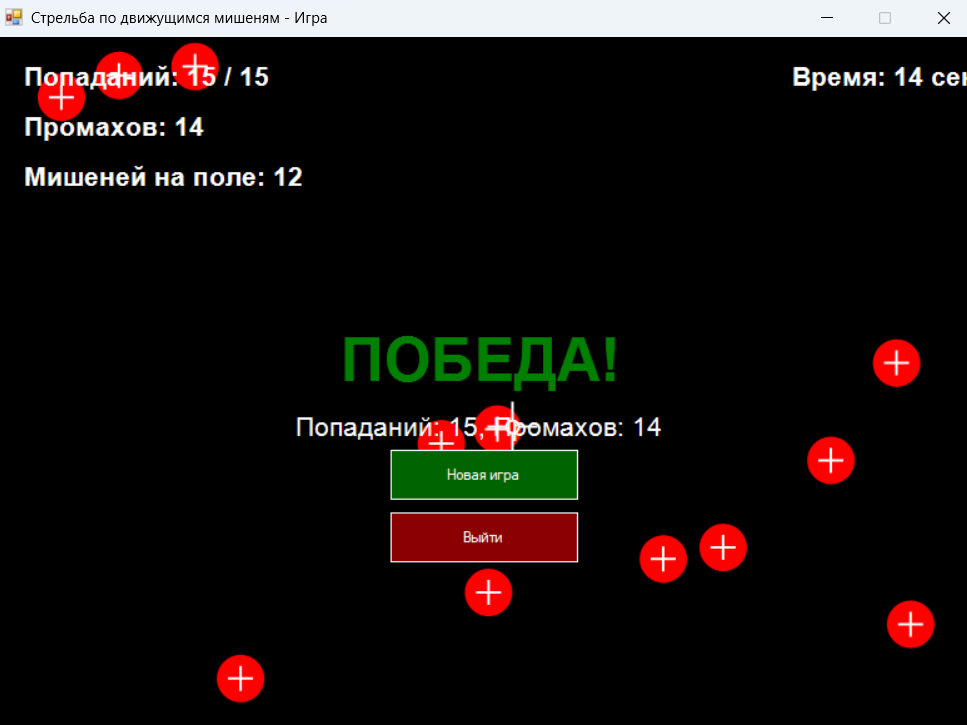 Стрельба по движущимся мишеням - Игра
Попаданий: 15 / 15
Время: 14 сек
Промахов: 14
Мишеней на поле: 12
ПОБЕДА!
Попаданий: 15, Промахов: 14
Новая игра
Выйти